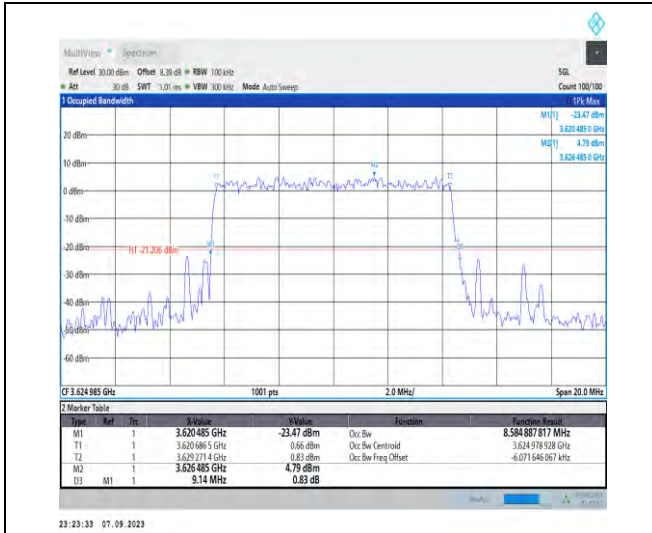 MultiView Spectrum
Ref Level 30.00 dBm Offset 8.39 dB RBW 100 kHz SGL
Att 30 dB SWT 1.01 ms VBW 300 kHz Mode Auto Sweep Count 100/100
1 Occupied Bandwidth 1Pk Max
M1[1] -23.47 dBm
3.620 485 0 GHz
M2[1] 4.79 dBm
3.626 485 0 GHz
20 dBm
10 dBm
M2
T1 T2
0 dBm
-10 dBm
-20 dBm
M1
H1 -21.206 dBm
-30 dBm
-40 dBm
-50 dBm
-60 dBm
CF 3.624 985 GHz 1001 pts 2.0 MHz/ Span 20.0 MHz
2 Marker Table
Type Ref Trc X-Value Y-Value Function Function Result
M1 1 3.620 485 GHz -23.47 dBm Occ Bw 8.584 887 817 MHz
T1 1 3.620 686 5 GHz 0.66 dBm Occ Bw Centroid 3.624 978 928 GHz
T2 1 3.629 271 4 GHz 0.83 dBm Occ Bw Freq Offset -6.071 646 067 kHz
M2 1 3.626 485 GHz 4.79 dBm
D3 M1 1 9.14 MHz 0.83 dB
23:23:33 07.09.2023